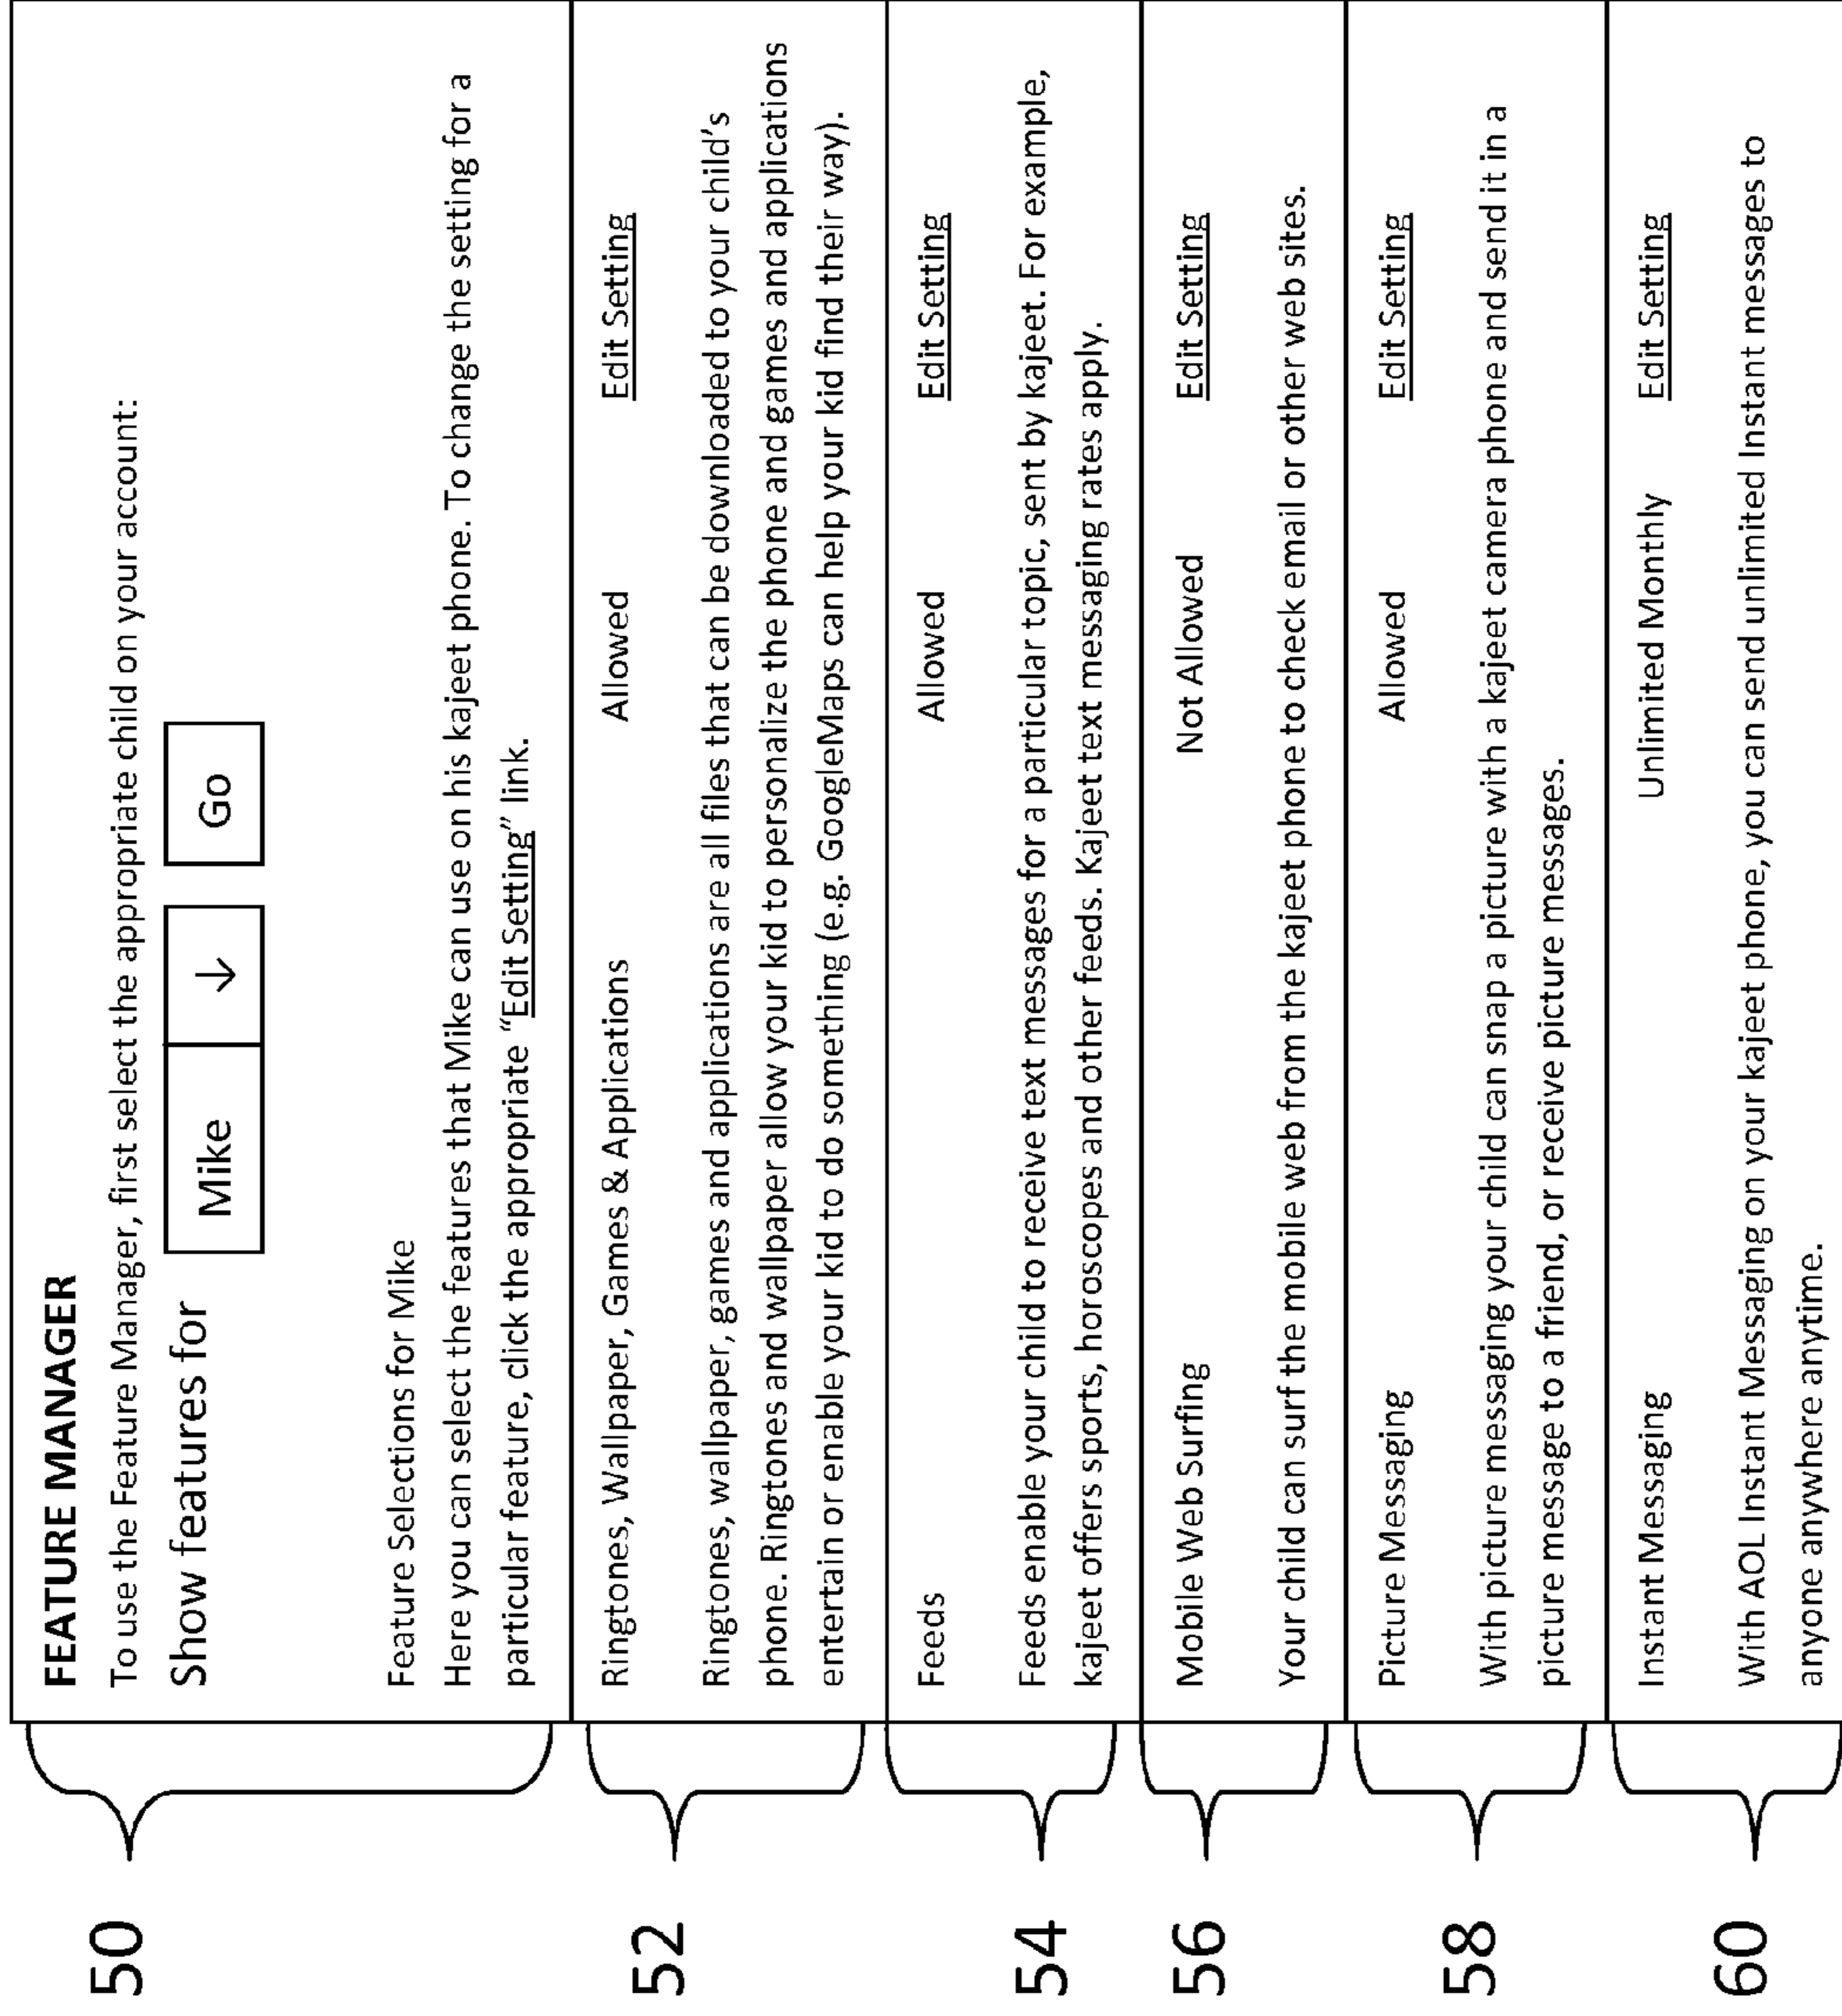 50
FEATURE MANAGER
To use the Feature Manager, first select the appropriate child on your account:
Show features for Mike ↓ Go
Feature Selections for Mike
Here you can select the features that Mike can use on his kajeet phone. To change the setting for a
particular feature, click the appropriate “Edit Setting” link.
52
Ringtones, Wallpaper, Games & Applications Allowed Edit Setting
Ringtones, wallpaper, games and applications are all files that can be downloaded to your child's
phone. Ringtones and wallpaper allow your kid to personalize the phone and games and applications
entertain or enable your kid to do something (e.g. GoogleMaps can help your kid find their way).
54
Feeds Allowed Edit Setting
Feeds enable your child to receive text messages for a particular topic, sent by kajeet. For example,
kajeet offers sports, horoscopes and other feeds. Kajeet text messaging rates apply.
56
Mobile Web Surfing Not Allowed Edit Setting
Your child can surf the mobile web from the kajeet phone to check email or other web sites.
58
Picture Messaging Allowed Edit Setting
With picture messaging your child can snap a picture with a kajeet camera phone and send it in a
picture message to a friend, or receive picture messages.
60
Instant Messaging Unlimited Monthly Edit Setting
With AOL Instant Messaging on your kajeet phone, you can send unlimited Instant messages to
anyone anywhere anytime.